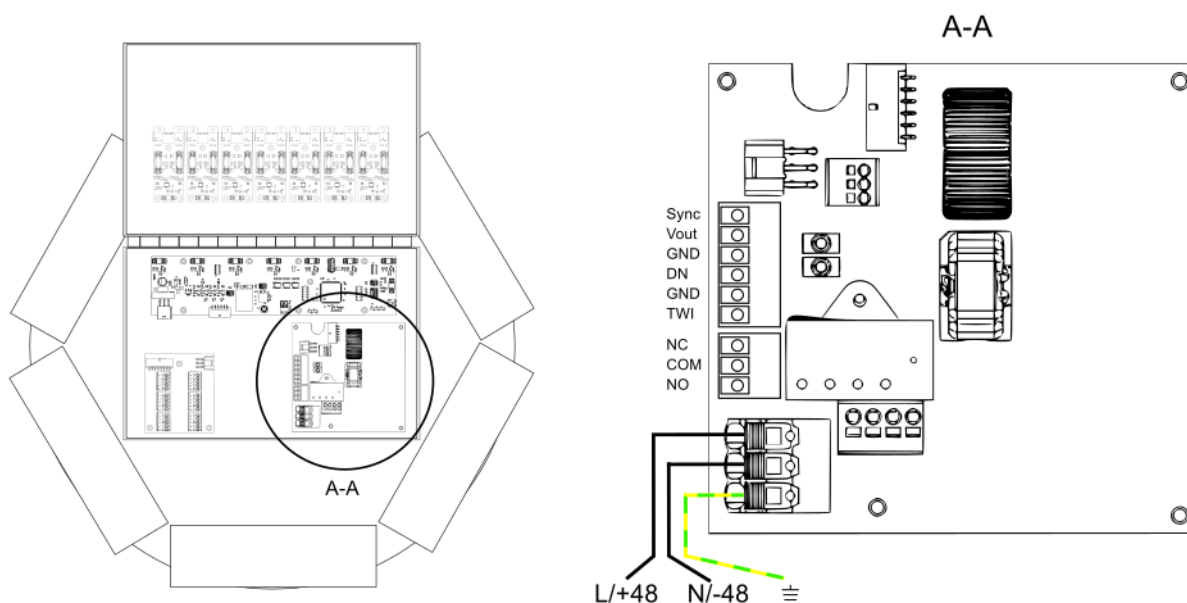 A-A
A-A
Sync
Vout
GND
DN
GND
TWI
NC
COM
NO
L/+48 N/-48